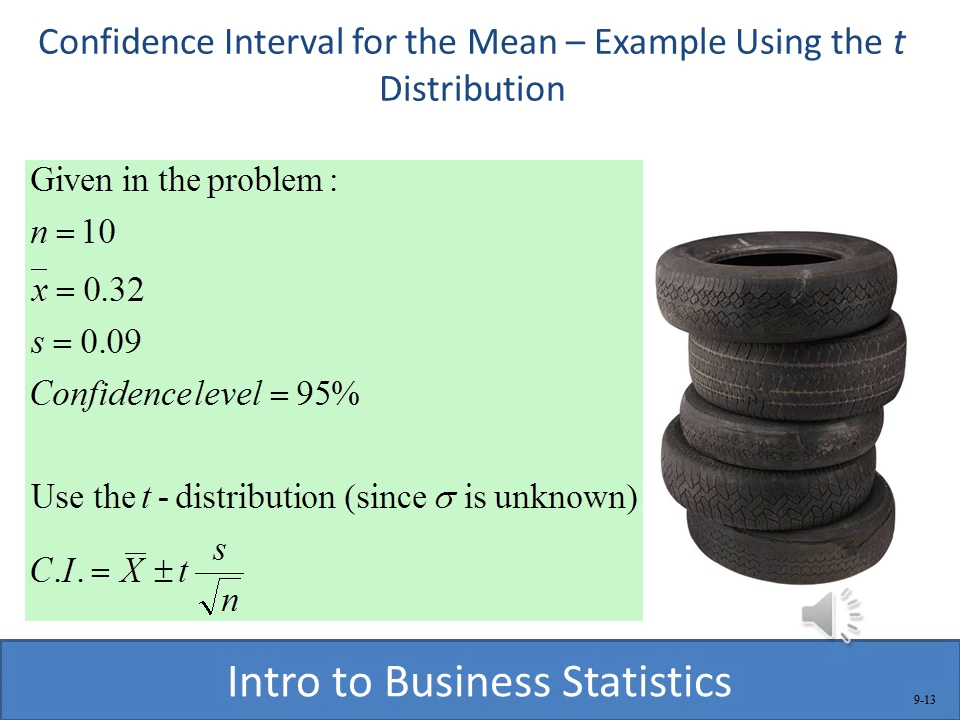 Confidence Interval for the Mean – Example Using the t
Distribution
Given in the problem :
n = 10
x̅ = 0.32
s = 0.09
Confidence level = 95%
Use the t - distribution (since σ is unknown)
C.I. = X̅ ± t s/√n
Intro to Business Statistics
9-13